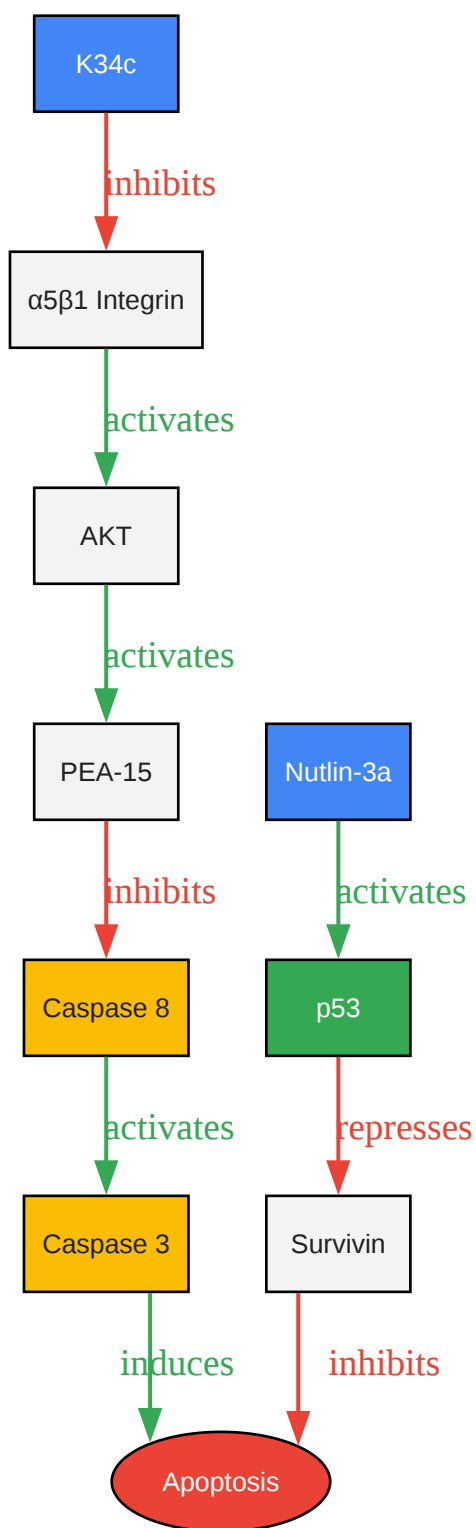 K34c
inhibits
α5β1 Integrin
activates
AKT
activates
PEA-15
Nutlin-3a
inhibits
activates
Caspase 8
p53
activates
represses
Caspase 3
Survivin
induces
inhibits
Apoptosis